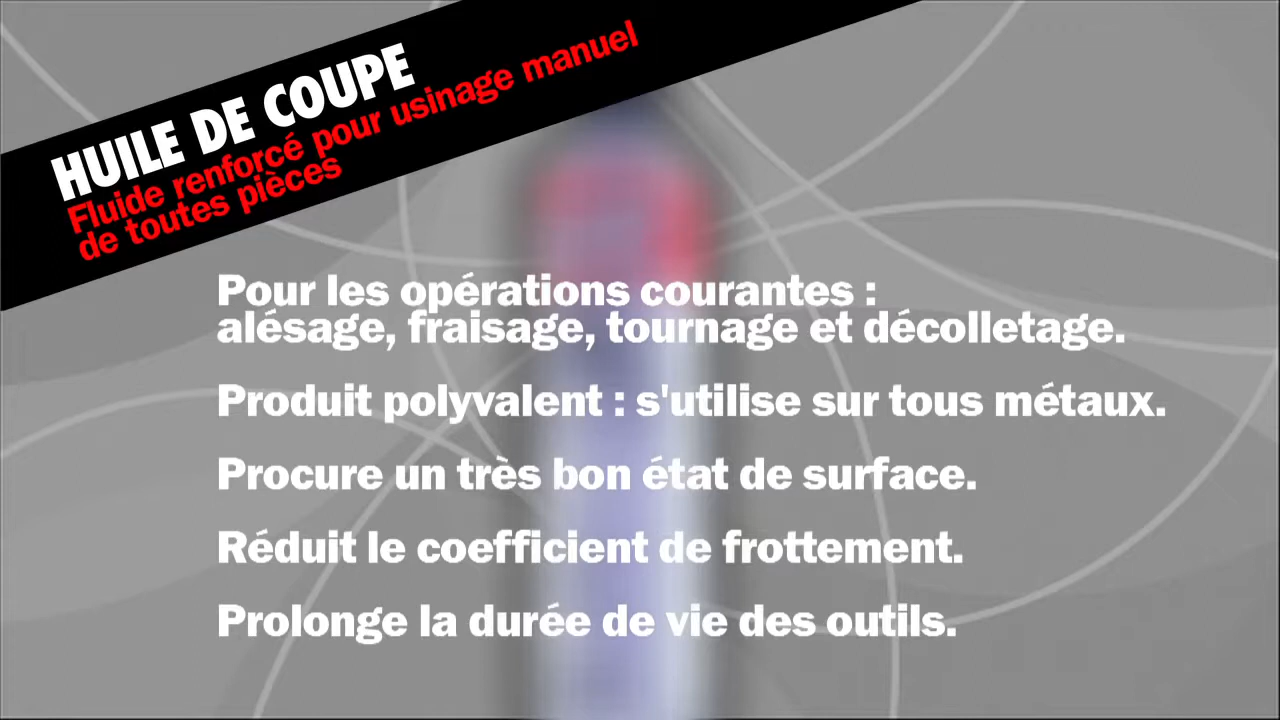 HUILE DE COUPE
Fluide renforcé pour usinage manuel
de toutes pièces
Pour les opérations courantes :
alésage, fraisage, tournage et décolletage.
Produit polyvalent : s'utilise sur tous métaux.
Procure un très bon état de surface.
Réduit le coefficient de frottement.
Prolonge la durée de vie des outils.